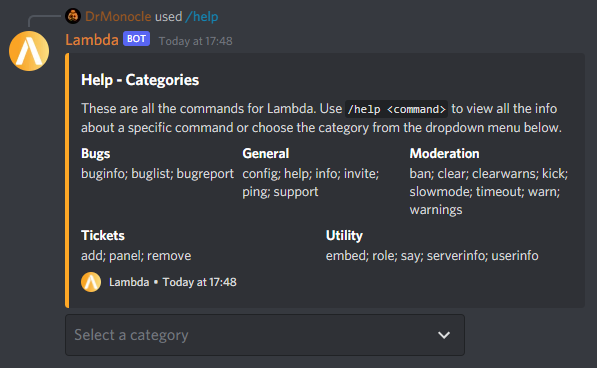 DrMonocle used /help
Lambda BOT Today at 17:48
Help - Categories
These are all the commands for Lambda. Use /help <command> to view all the info
about a specific command or choose the category from the dropdown menu below.
Bugs
buginfo; buglist; bugreport
General
config; help; info; invite;
ping; support
Moderation
ban; clear; clearwarns; kick;
slowmode; timeout; warn;
warnings
Tickets
add; panel; remove
Utility
embed; role; say; serverinfo; userinfo
Lambda • Today at 17:48
Select a category